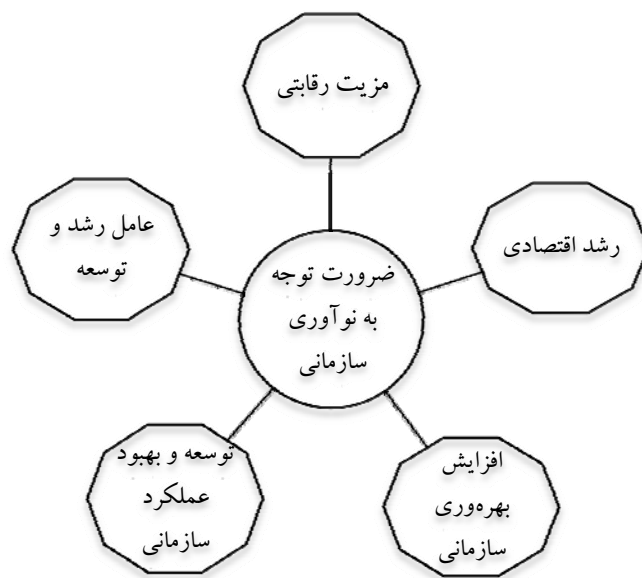 مزیت رقابتی
رشد اقتصادی
افزایش
بهره‌وری
سازمانی
توسعه و بهبود
عملکرد
سازمانی
عامل رشد و
توسعه
ضرورت توجه
به نوآوری
سازمانی